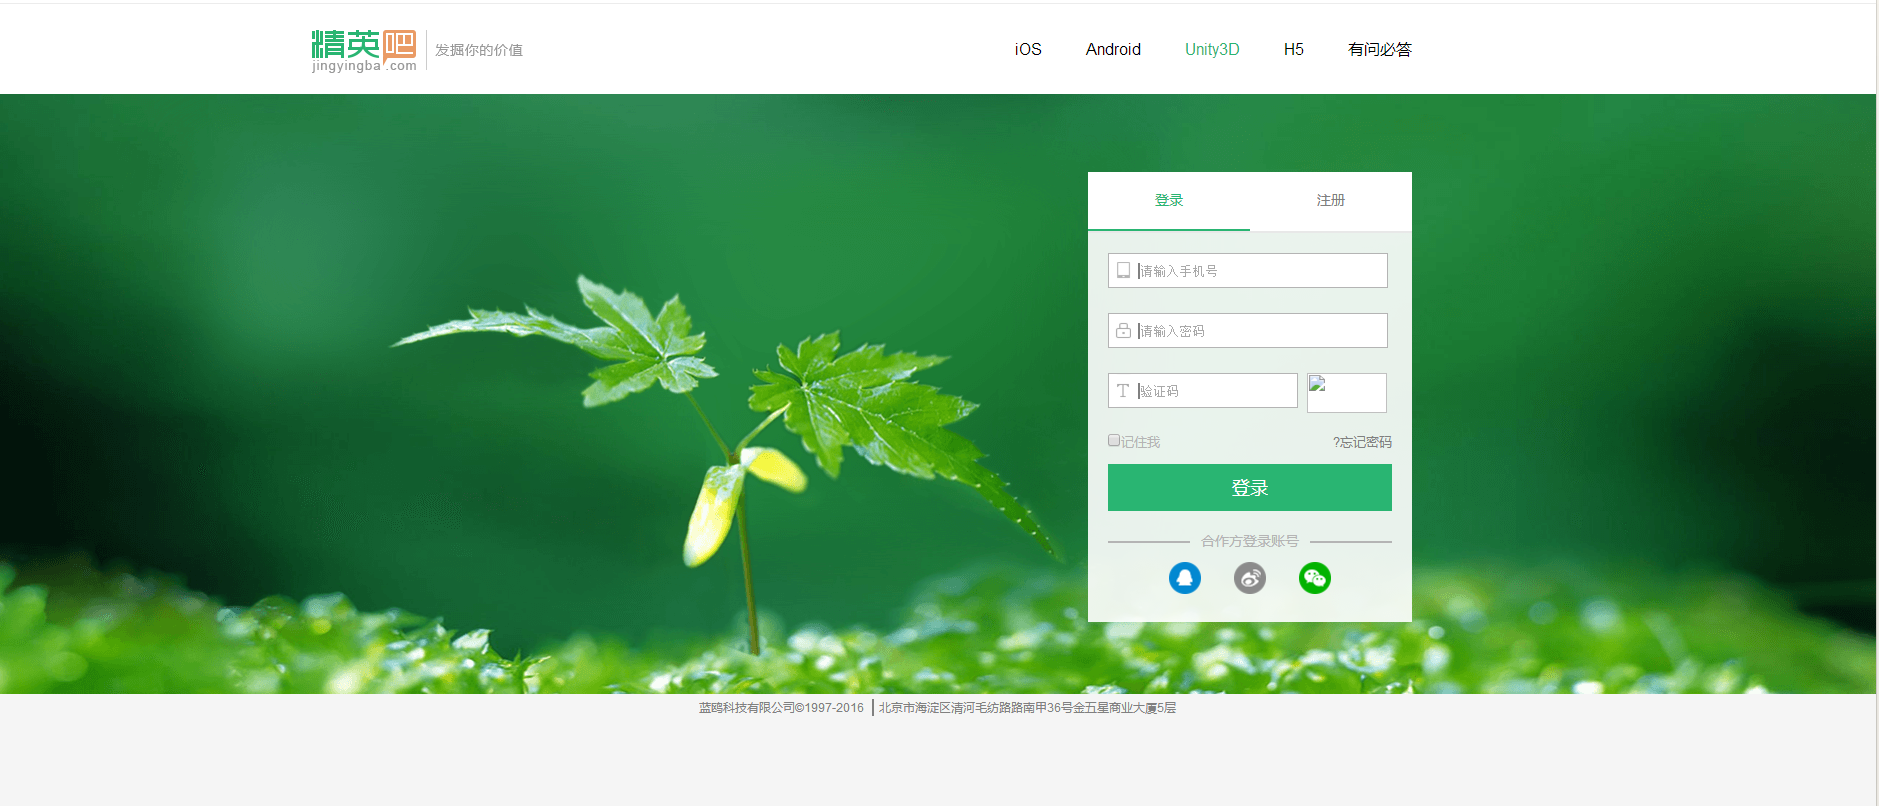 精英吧
jingyingba.com
发掘你的价值
iOS Android Unity3D H5 有问必答
登录 注册
请输入手机号
请输入密码
T 验证码
记住我 ?忘记密码
登录
合作方登录账号
蓝鸥科技有限公司©1997-2016 北京市海淀区清河毛纺路路南甲36号金五星商业大厦5层